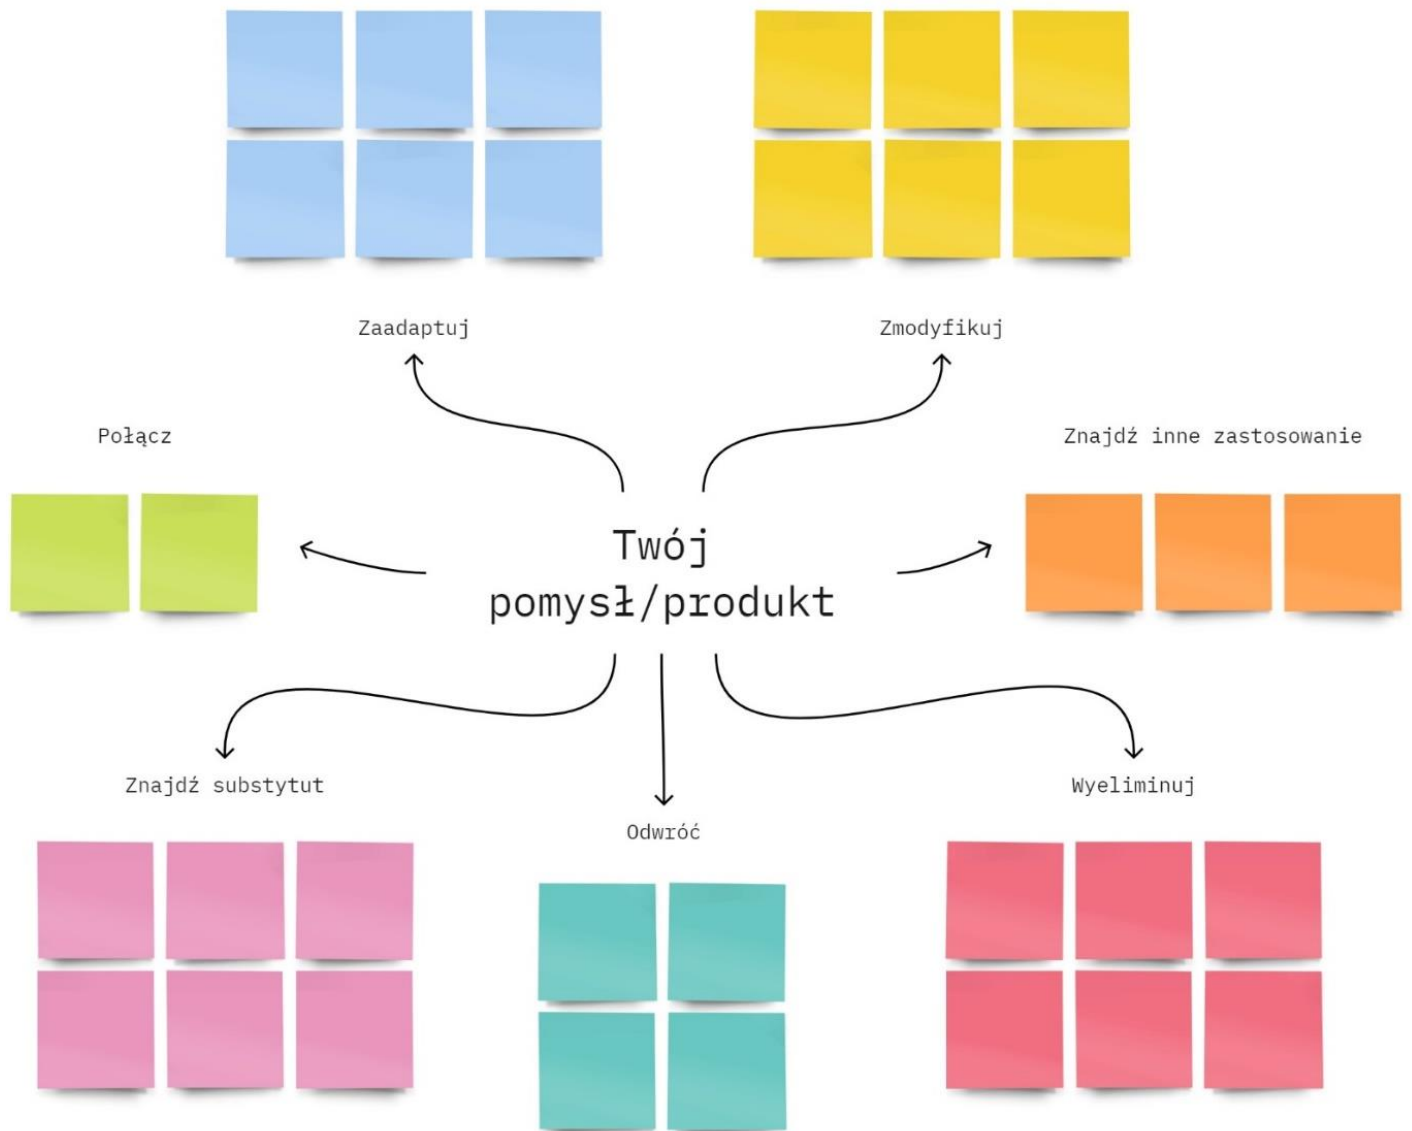 Zaadaptuj
Zmodyfikuj
Połącz
Znajdź inne zastosowanie
Twój
pomysł/produkt
Znajdź substytut
Wyeliminuj
Odwróć